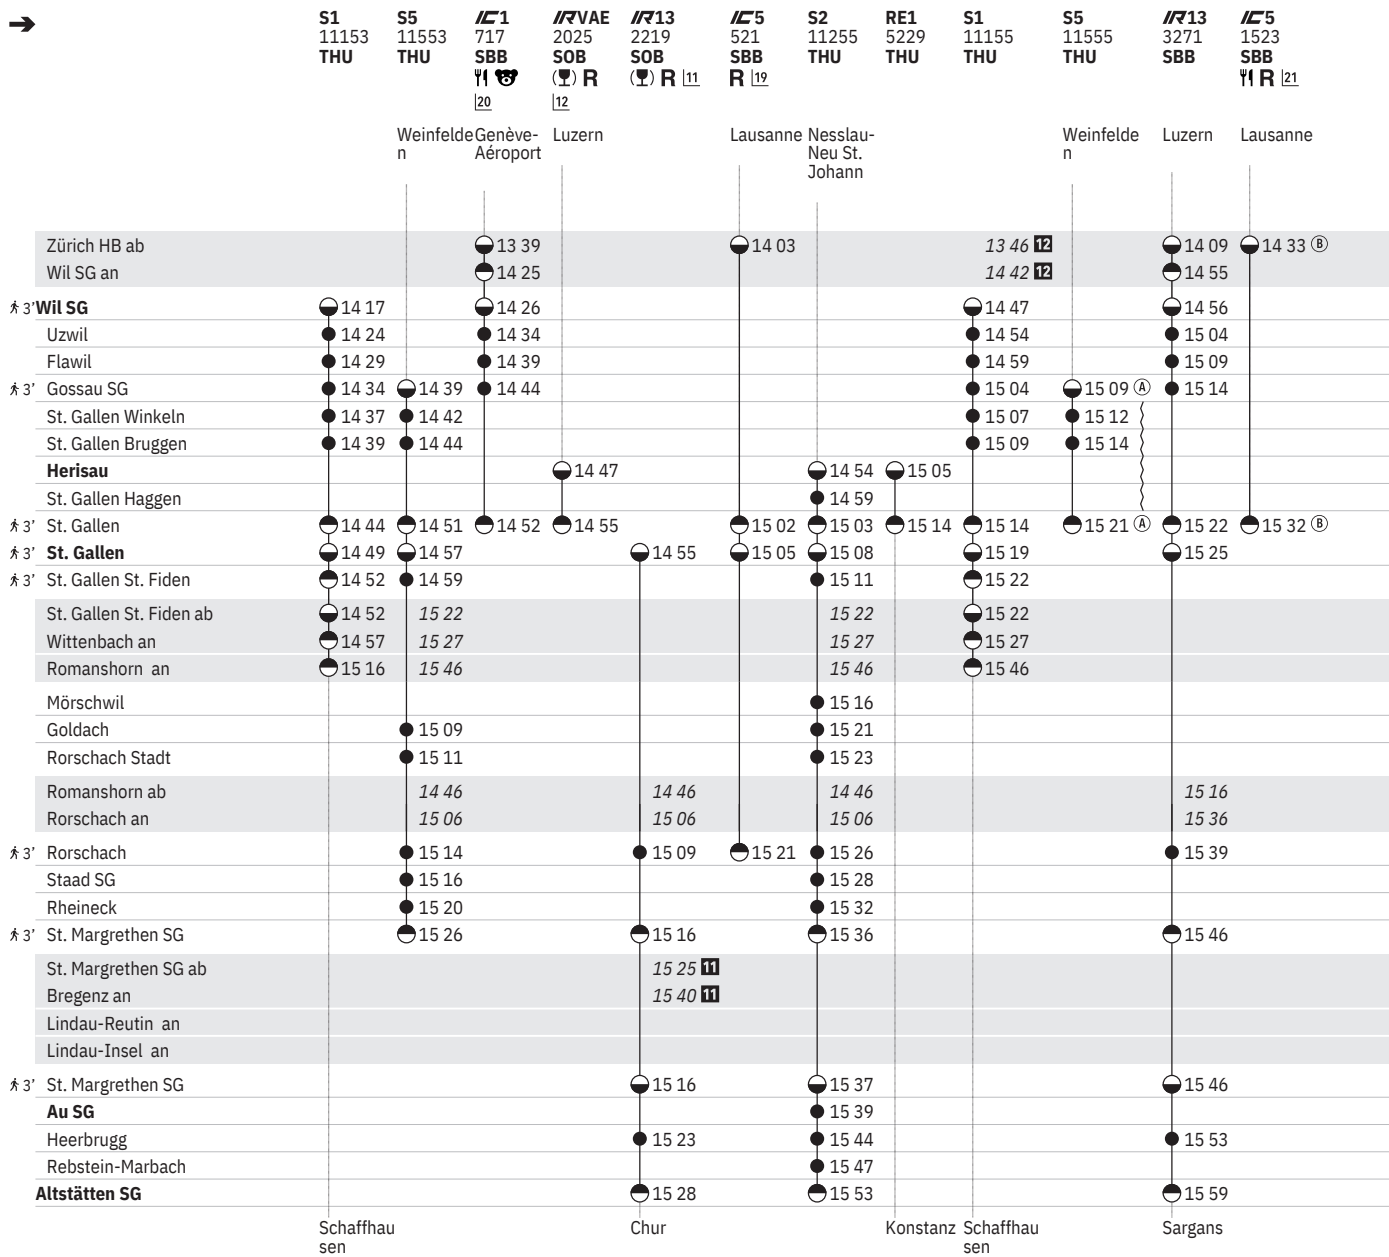 ➔ S1 S5 IC1 IRVAE IR13 IC5 S2 RE1 S1 S5 IR13 IC5
11153 11553 717 2025 2219 521 11255 5229 11155 11555 3271 1523
THU THU SBB SOB SOB SBB THU THU THU THU SBB SBB
R R 11 R 19 R 21
20 12
Weinfelde Genève- Luzern Lausanne Nesslau- Weinfelde Luzern Lausanne
n Aéroport Neu St. n
Johann
Zürich HB ab 13 39 14 03 13 46 12 14 09 14 33 B
Wil SG an 14 25 14 42 12 14 55
3' Wil SG 14 17 14 26 14 47 14 56
Uzwil 14 24 14 34 14 54 15 04
Flawil 14 29 14 39 14 59 15 09
3' Gossau SG 14 34 14 39 14 44 15 04 15 09 A 15 14
St. Gallen Winkeln 14 37 14 42 15 07 15 12
St. Gallen Bruggen 14 39 14 44 15 09 15 14
Herisau 14 47 14 54 15 05
St. Gallen Haggen 14 59
3' St. Gallen 14 44 14 51 14 52 14 55 15 02 15 03 15 14 15 14 15 21 A 15 22 15 32 B
3' St. Gallen 14 49 14 57 14 55 15 05 15 08 15 19 15 25
3' St. Gallen St. Fiden 14 52 14 59 15 11 15 22
St. Gallen St. Fiden ab 14 52 15 22 15 22 15 22
Wittenbach an 14 57 15 27 15 27 15 27
Romanshorn an 15 16 15 46 15 46 15 46
Mörschwil 15 16
Goldach 15 09 15 21
Rorschach Stadt 15 11 15 23
Romanshorn ab 14 46 14 46 14 46 15 16
Rorschach an 15 06 15 06 15 06 15 36
3' Rorschach 15 14 15 09 15 21 15 26 15 39
Staad SG 15 16 15 28
Rheineck 15 20 15 32
3' St. Margrethen SG 15 26 15 16 15 36 15 46
St. Margrethen SG ab 15 25 11
Bregenz an 15 40 11
Lindau-Reutin an
Lindau-Insel an
3' St. Margrethen SG 15 16 15 37 15 46
Au SG 15 39
Heerbrugg 15 23 15 44 15 53
Rebstein-Marbach 15 47
Altstätten SG 15 28 15 53 15 59
Schaffhau Chur Konstanz Schaffhau Sargans
sen sen